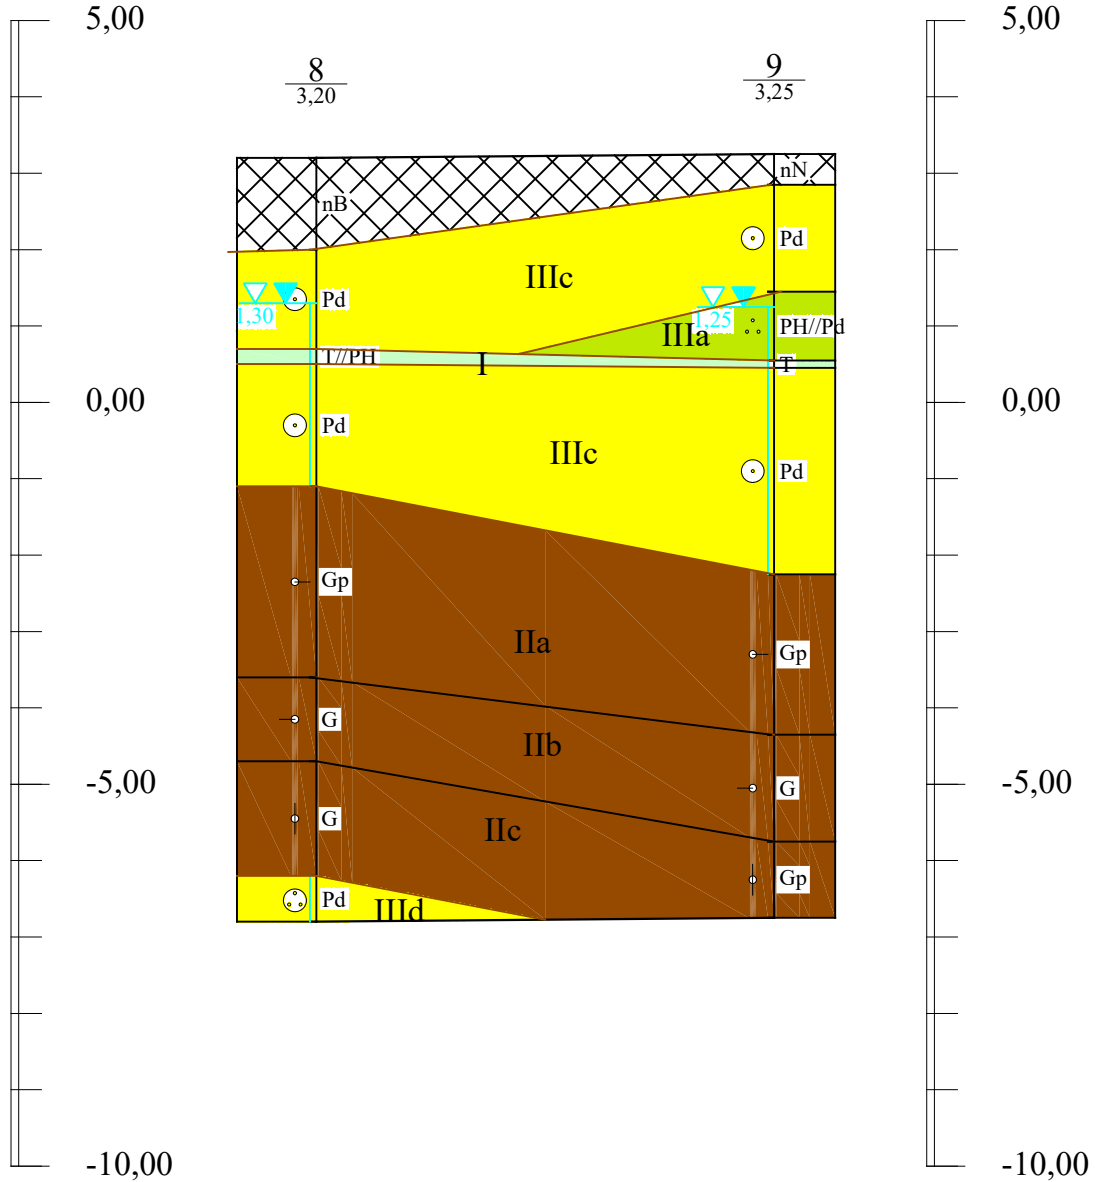 5,00
5,00
8
3,20
9
3,25
nN
nB
Pd
IIIc
Pd
1,30
1,25
PH//Pd
IIIa
T//PH
I
T
0,00
0,00
Pd
IIIc
Pd
Gp
IIa
Gp
G
IIb
-5,00
-5,00
G
G
IIc
Gp
Pd
IIId
-10,00
-10,00